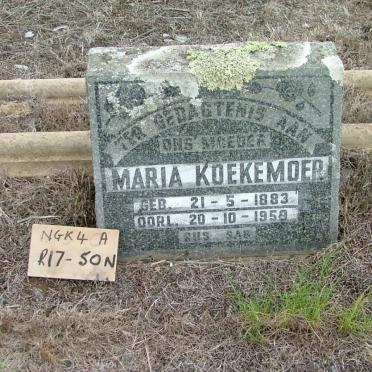 TER GEDAGTENIS AAN
ONS MOEDER
MARIA KOEKEMOER
GEB. 21-5-1883
OORL. 20-10-1958
RUS SAG
NGK4 A
R17-50N